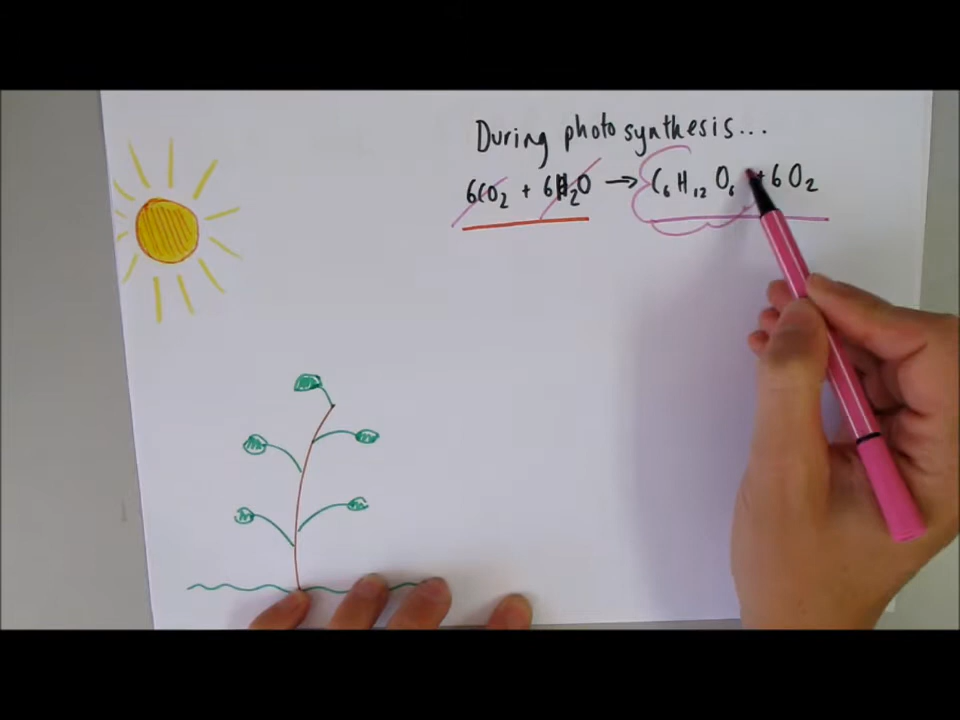 During photosynthesis...
6CO₂ + 6H₂O → C₆H₁₂O₆ + 6O₂